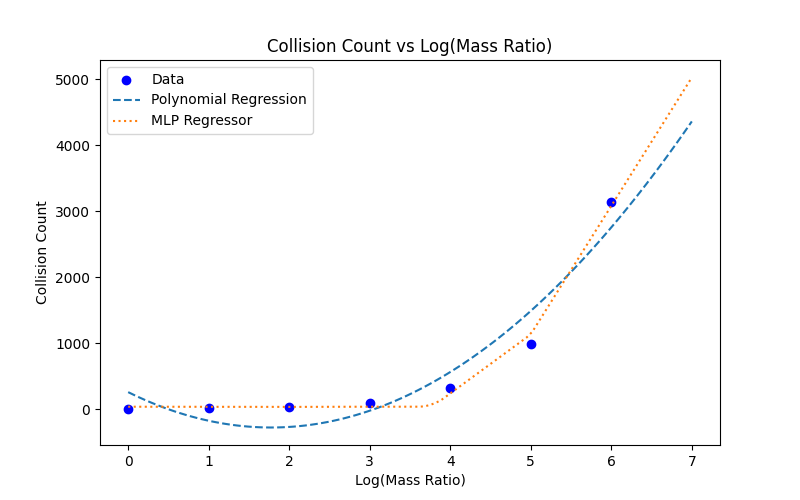 Collision Count vs Log(Mass Ratio)
Data
Polynomial Regression
MLP Regressor
5000
4000
3000
2000
1000
0
Collision Count
0 1 2 3 4 5 6 7
Log(Mass Ratio)